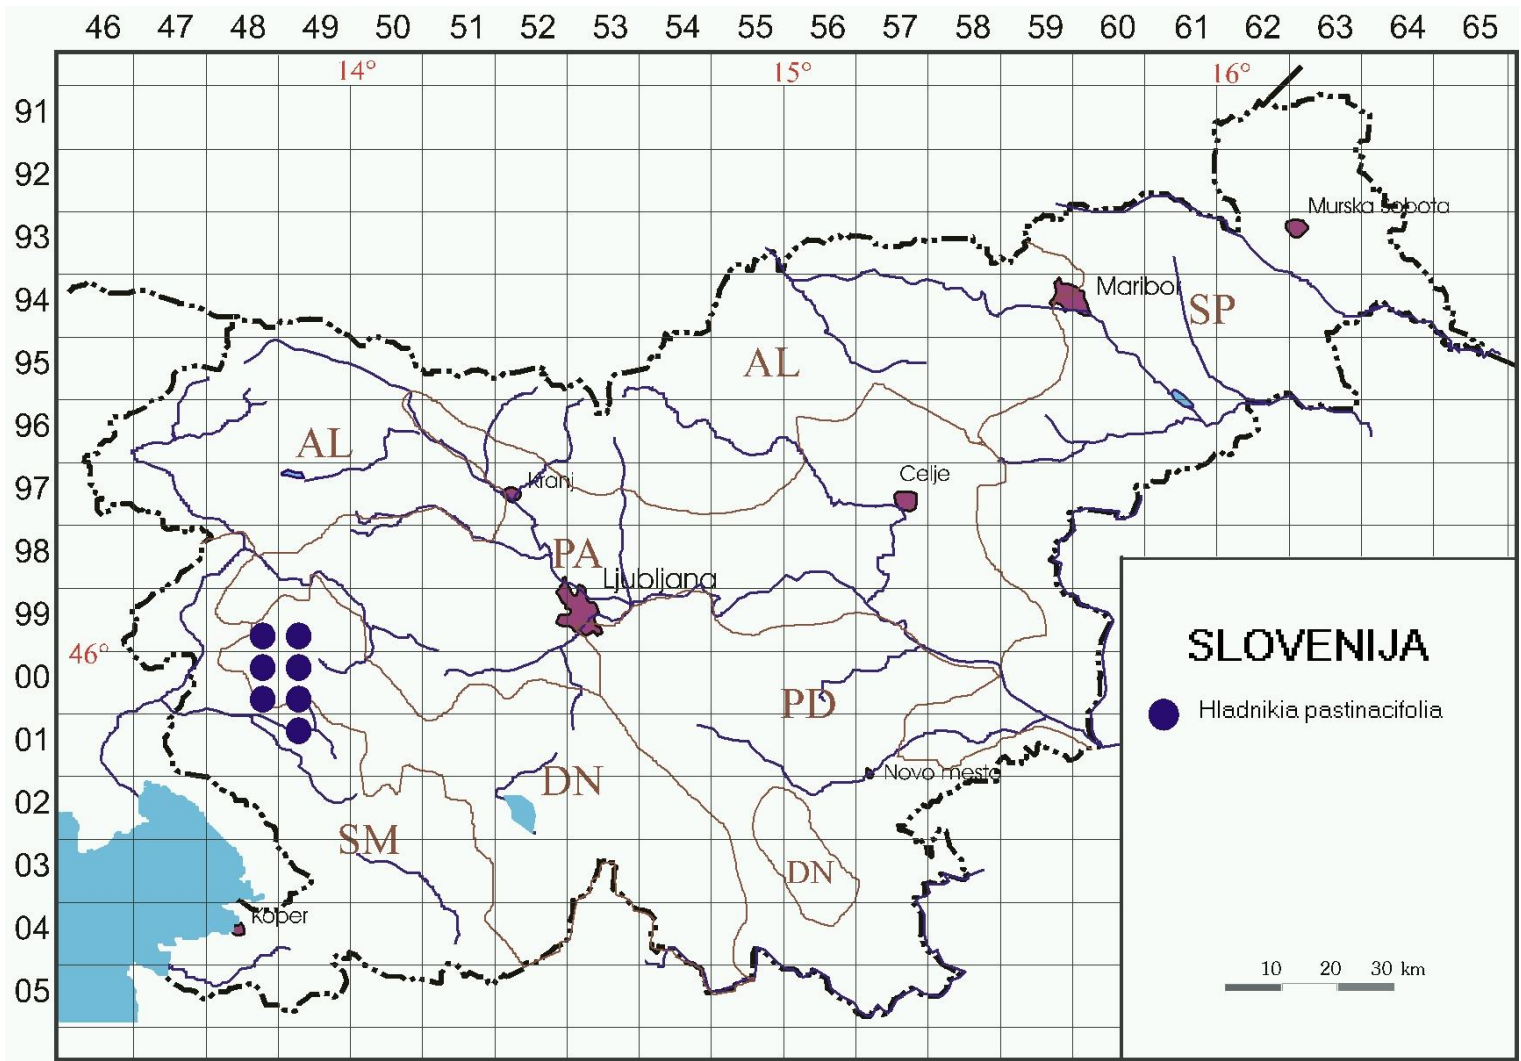 46 47 48 49 50 51 52 53 54 55 56 57 58 59 60 61 62 63 64 65
14° 15° 16°
91
92
Murska sobota
93
94
Maribor
SP
95
AL
96
AL
97
Kranj
Celje
98
PA
Ljubljana
99
SLOVENIJA
46°
00
PD
Hladnikia pastinacifolia
01
Novo mesto
DN
02
SM
03
DN
04
Koper
05
10 20 30 km